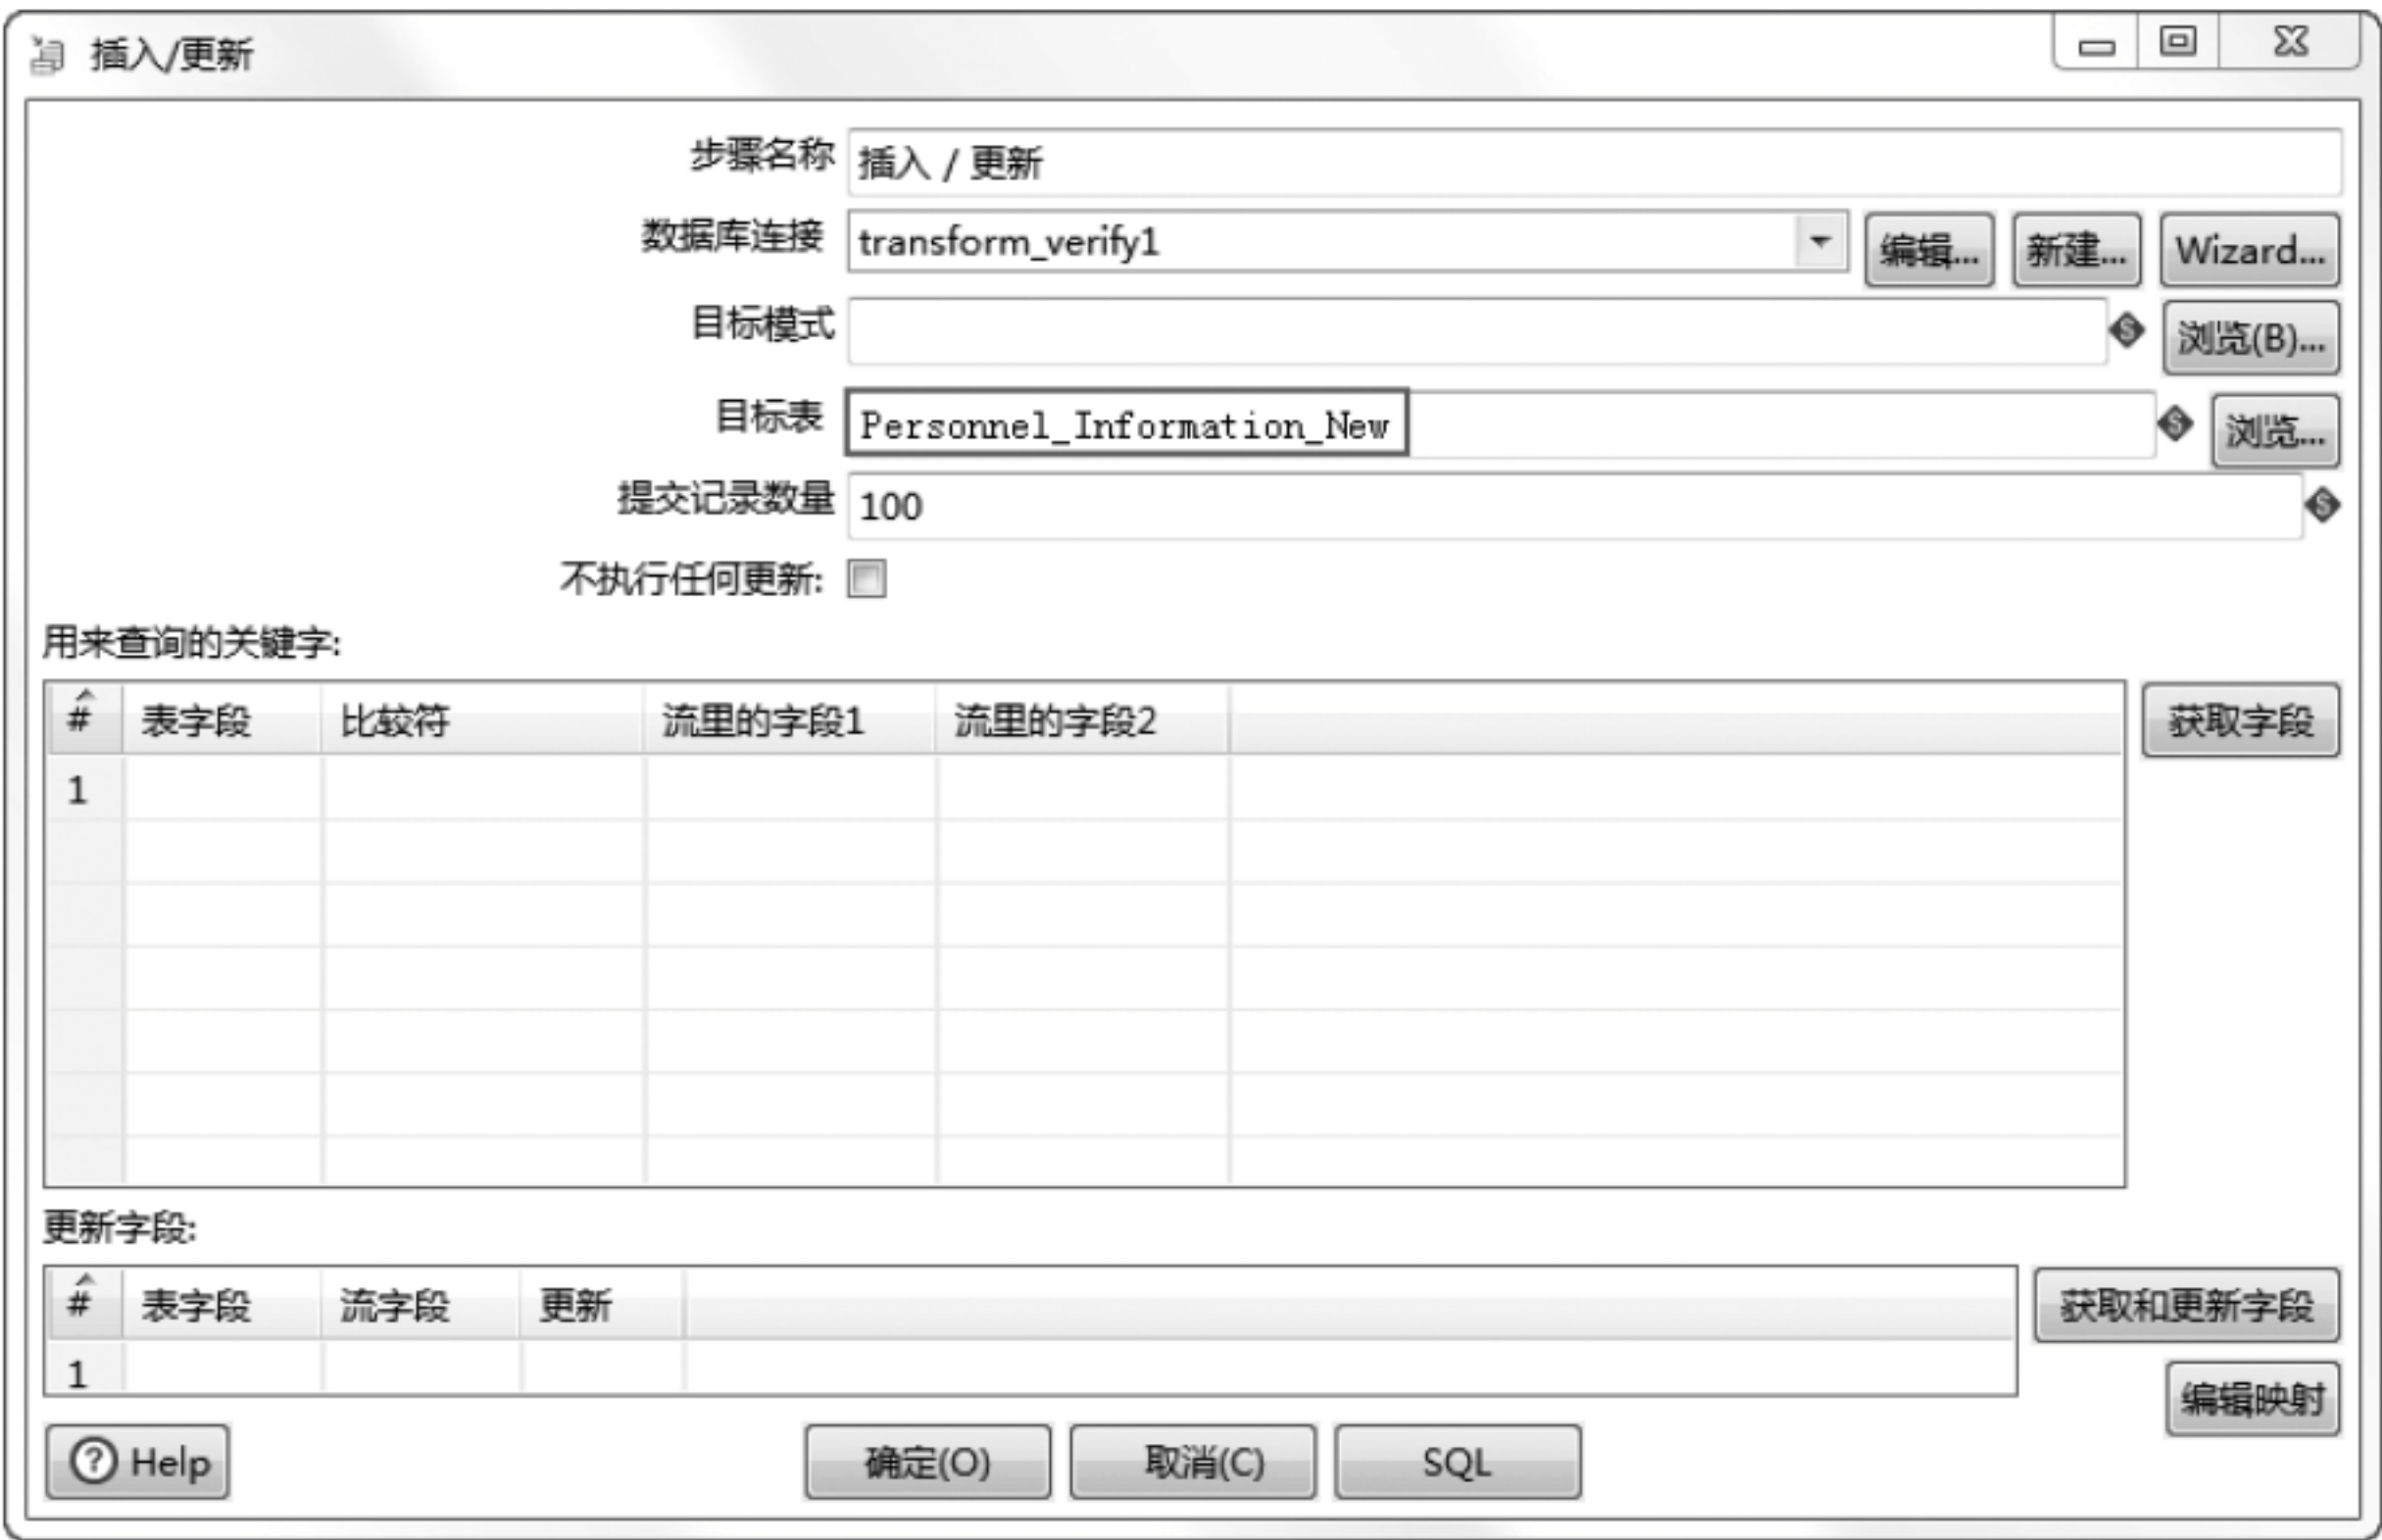 插入/更新
步骤名称 插入 / 更新
数据库连接 transform_verify1 编辑... 新建... Wizard...
目标模式 浏览(B)...
目标表 Personnel_Information_New 浏览...
提交记录数量 100
不执行任何更新:
用来查询的关键字:
# 表字段 比较符 流里的字段1 流里的字段2 获取字段
1
更新字段:
# 表字段 流字段 更新 获取和更新字段
1
编辑映射
Help 确定(O) 取消(C) SQL